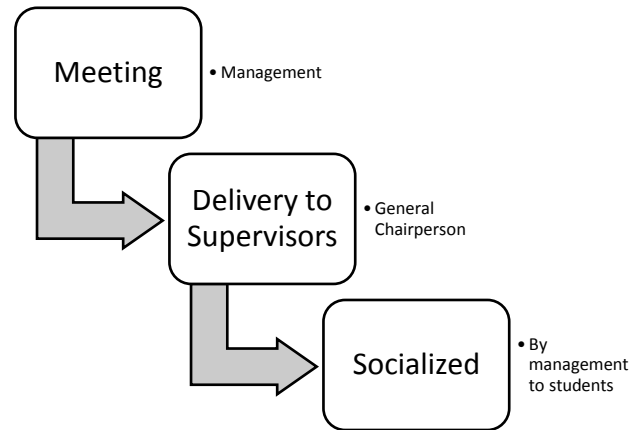 Meeting
• Management
Delivery to
Supervisors
• General
Chairperson
Socialized
• By
management
to students